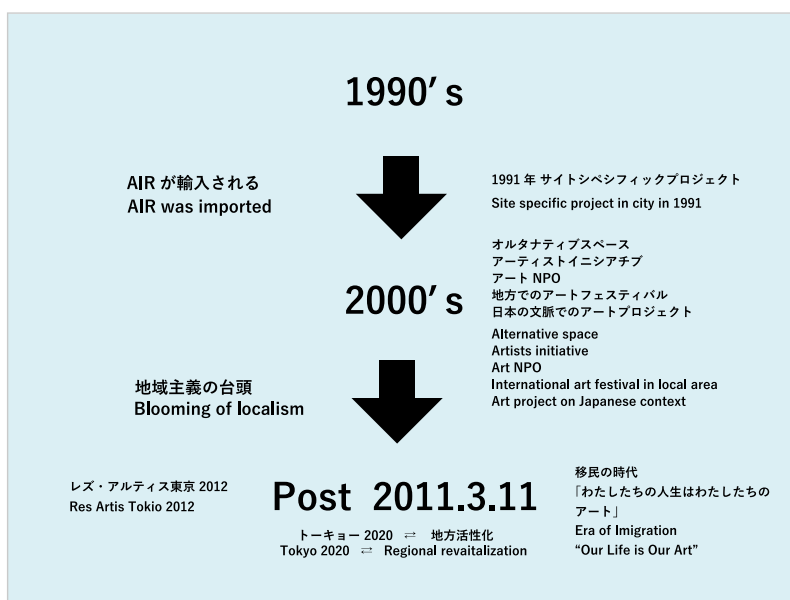 1990's
AIR が輸入される
AIR was imported
1991 年 サイトシペシフィックプロジェクト
Site specific project in city in 1991
2000's
オルタナティブスペース
アーティストイニシアチブ
アート NPO
地方でのアートフェスティバル
日本の文脈でのアートプロジェクト
Alternative space
Artists initiative
Art NPO
International art festival in local area
Art project on Japanese context
地域主義の台頭
Blooming of localism
レズ・アルティス東京 2012
Res Artis Tokio 2012
Post 2011.3.11
トーキョー 2020 ⇄ 地方活性化
Tokyo 2020 ⇄ Regional revaitalization
移民の時代
「わたしたちの人生はわたしたちの
アート」
Era of Imigration
“Our Life is Our Art”